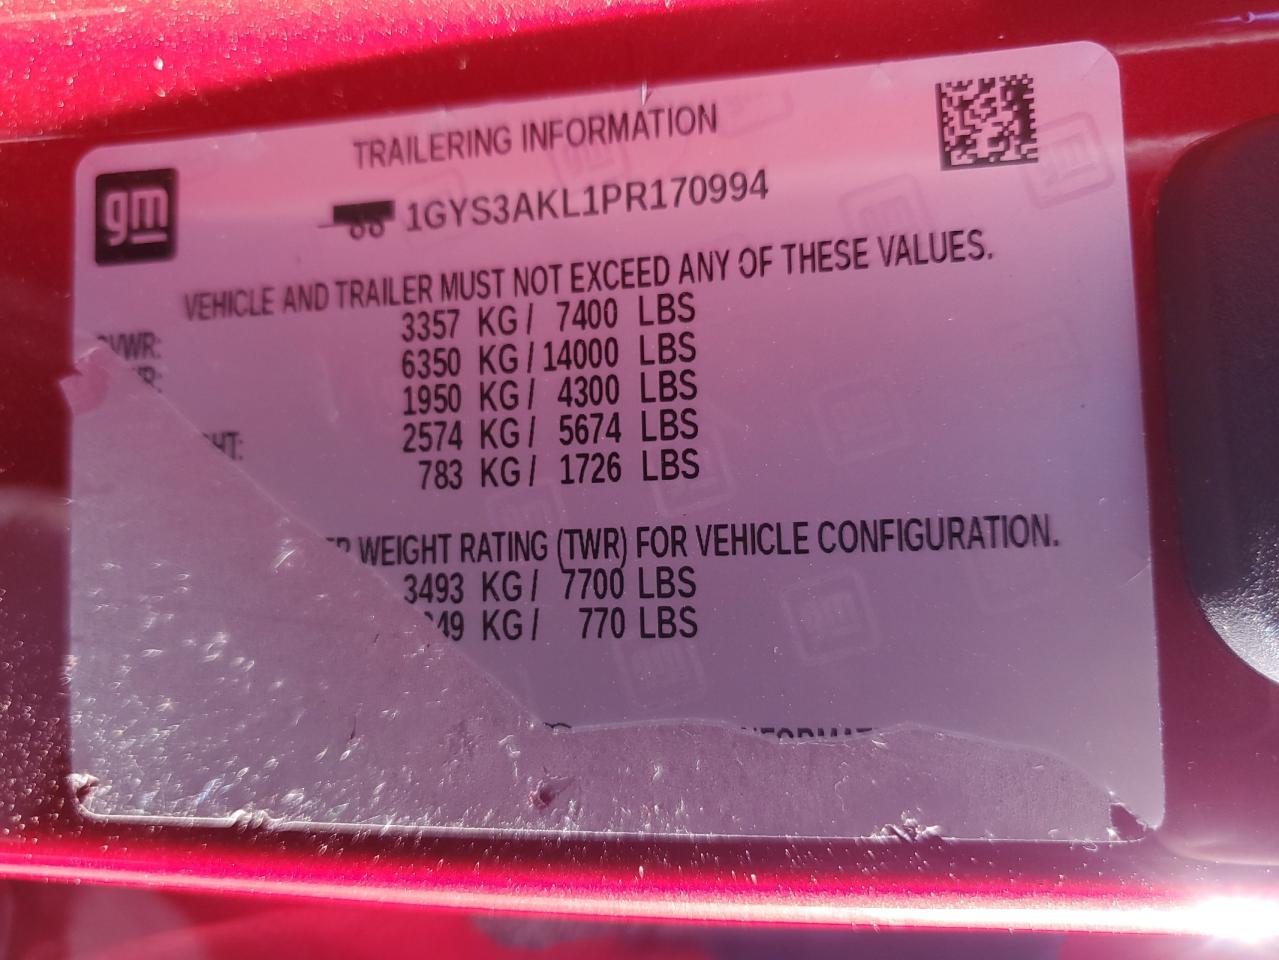 TRAILERING INFORMATION
gm
1GYS3AKL1PR170994
VEHICLE AND TRAILER MUST NOT EXCEED ANY OF THESE VALUES.
3357 KG / 7400 LBS
6350 KG / 14000 LBS
1950 KG / 4300 LBS
2574 KG / 5674 LBS
783 KG / 1726 LBS
WEIGHT RATING (TWR) FOR VEHICLE CONFIGURATION.
3493 KG / 7700 LBS
KG / 770 LBS